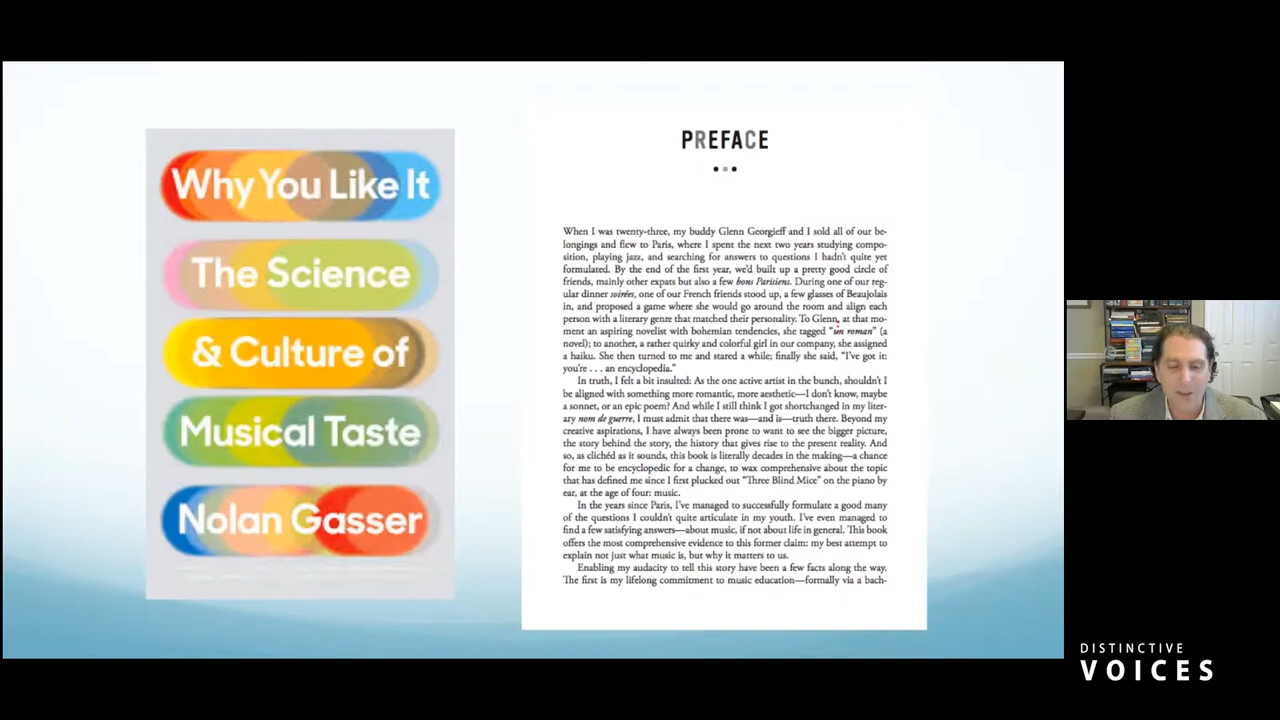 Why You Like It
The Science
& Culture of
Musical Taste
Nolan Gasser
PREFACE
When I was twenty-three, my buddy Glenn Georgieff and I sold all of our be-
longings and flew to Paris, where I spent the next two years studying compo-
sition, playing jazz, and searching for answers to questions I hadn't quite yet
formulated. By the end of the first year, we'd built up a pretty good circle of
friends, mainly other expats but also a few bons Parisiens. During one of our reg-
ular dinner soirées, one of our French friends stood up, a few glasses of Beaujolais
in, and proposed a game where she would go around the room and align each
person with a literary genre that matched their personality. To Glenn, at that mo-
ment an aspiring novelist with bohemian tendencies, she tagged "un roman" (a
novel); to another, a rather quirky and colorful girl in our company, she assigned
a haiku. She then turned to me and stared a while; finally she said, "I've got it:
you're . . . an encyclopedia."
In truth, I felt a bit insulted: As the one active artist in the bunch, shouldn't I
be aligned with something more romantic, more aesthetic—I don't know, maybe
a sonnet, or an epic poem? And while I still think I got shortchanged in my liter-
ary nom de guerre, I must admit that there was—and is—truth there. Beyond my
creative aspirations, I have always been prone to want to see the bigger picture,
the story behind the story, the history that gives rise to the present reality. And
so, as clichéd as it sounds, this book is literally decades in the making—a chance
for me to be encyclopedic for a change, to wax comprehensive about the topic
that has defined me since I first plucked out "Three Blind Mice" on the piano by
ear, at the age of four: music.
In the years since Paris, I've managed to successfully formulate a good many
of the questions I couldn't quite articulate in my youth. I've even managed to
find a few satisfying answers—about music, if not about life in general. This book
offers the most comprehensive evidence to this former claim: my best attempt to
explain not just what music is, but why it matters to us.
Enabling my audacity to tell this story have been a few facts along the way.
The first is my lifelong commitment to music education—formally via a bach-
DISTINCTIVE
VOICES